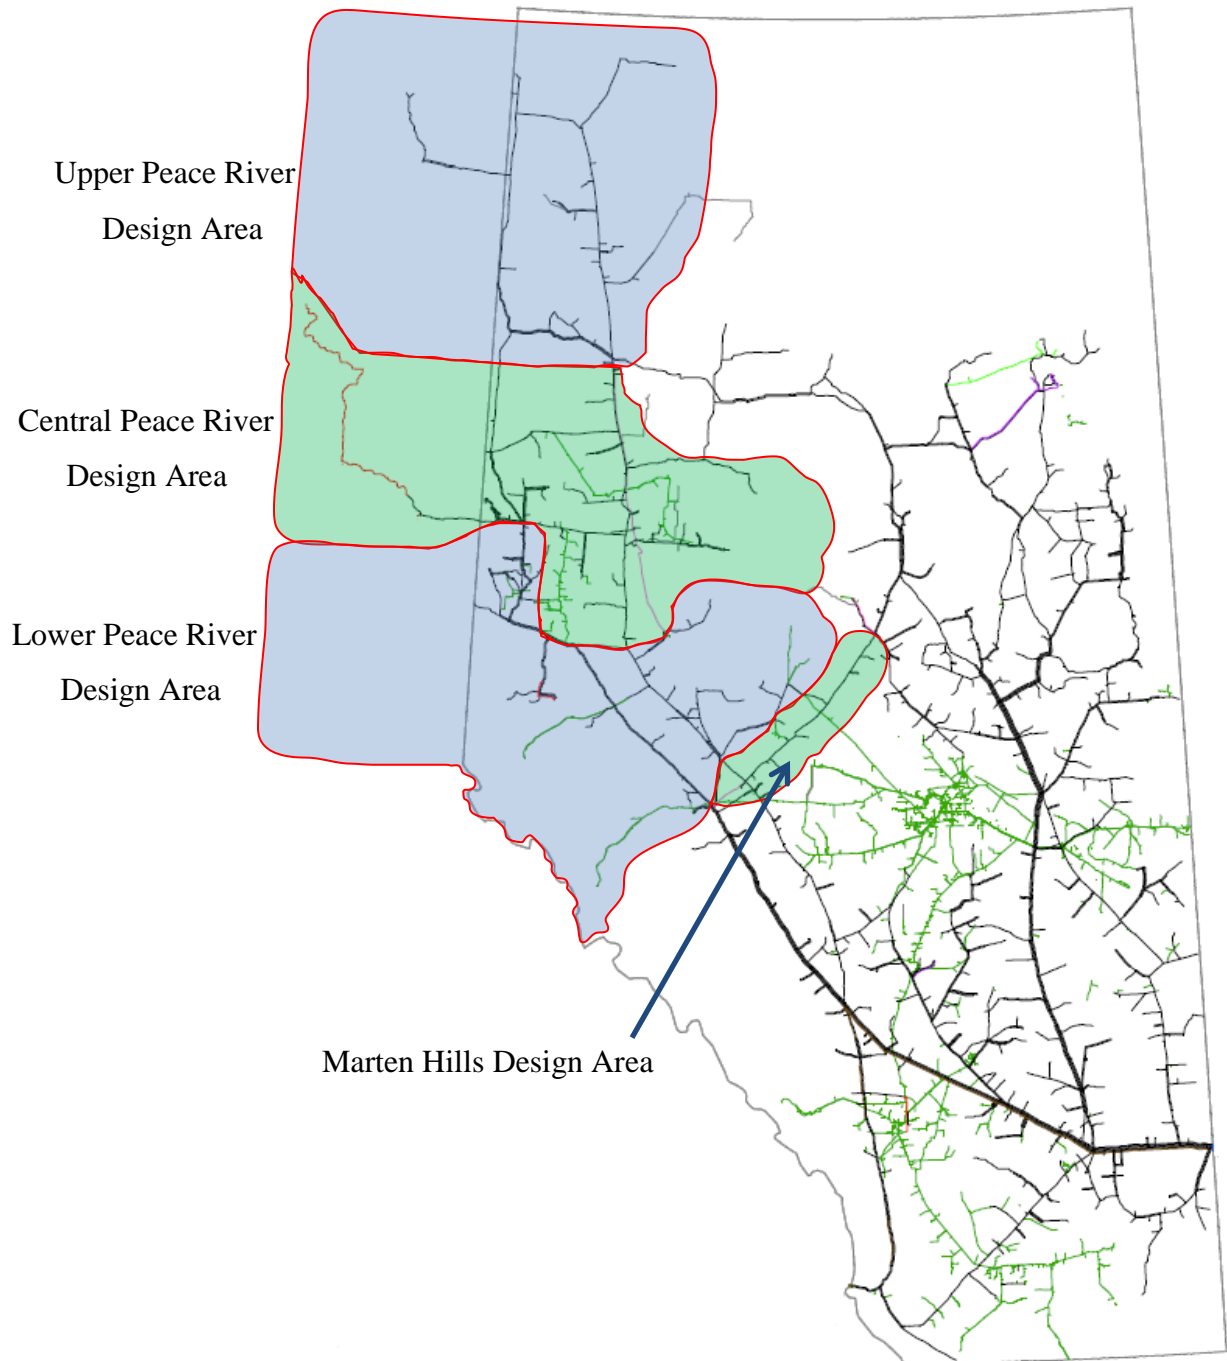 Upper Peace River
Design Area
Central Peace River
Design Area
Lower Peace River
Design Area
Marten Hills Design Area